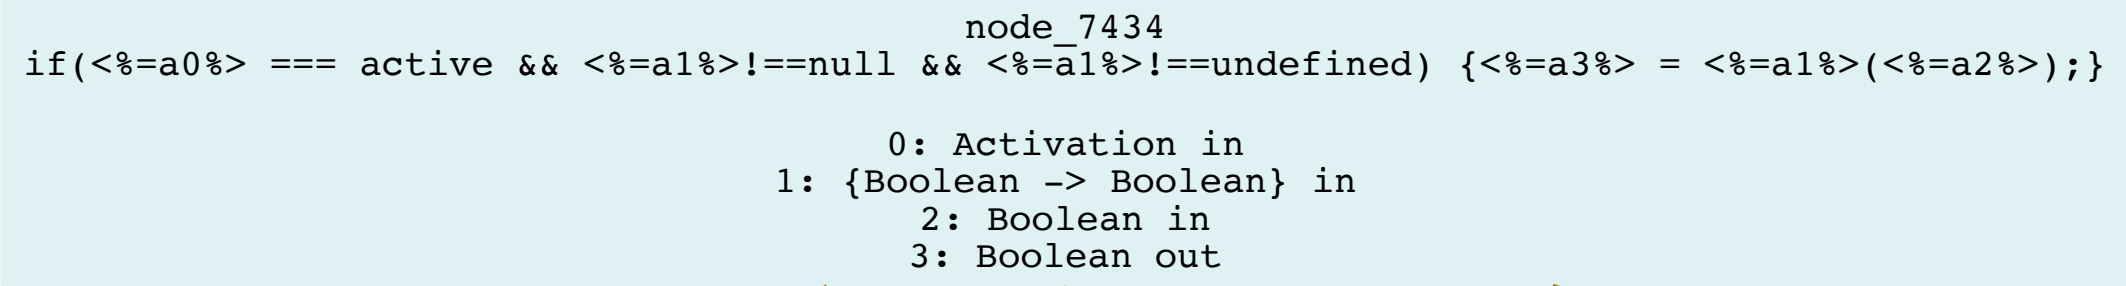 node_7434
if(<%=a0%> === active && <%=a1%>!==null && <%=a1%>!==undefined) {<%=a3%> = <%=a1%>(<%=a2%>);}
0: Activation in
1: {Boolean -> Boolean} in
2: Boolean in
3: Boolean out